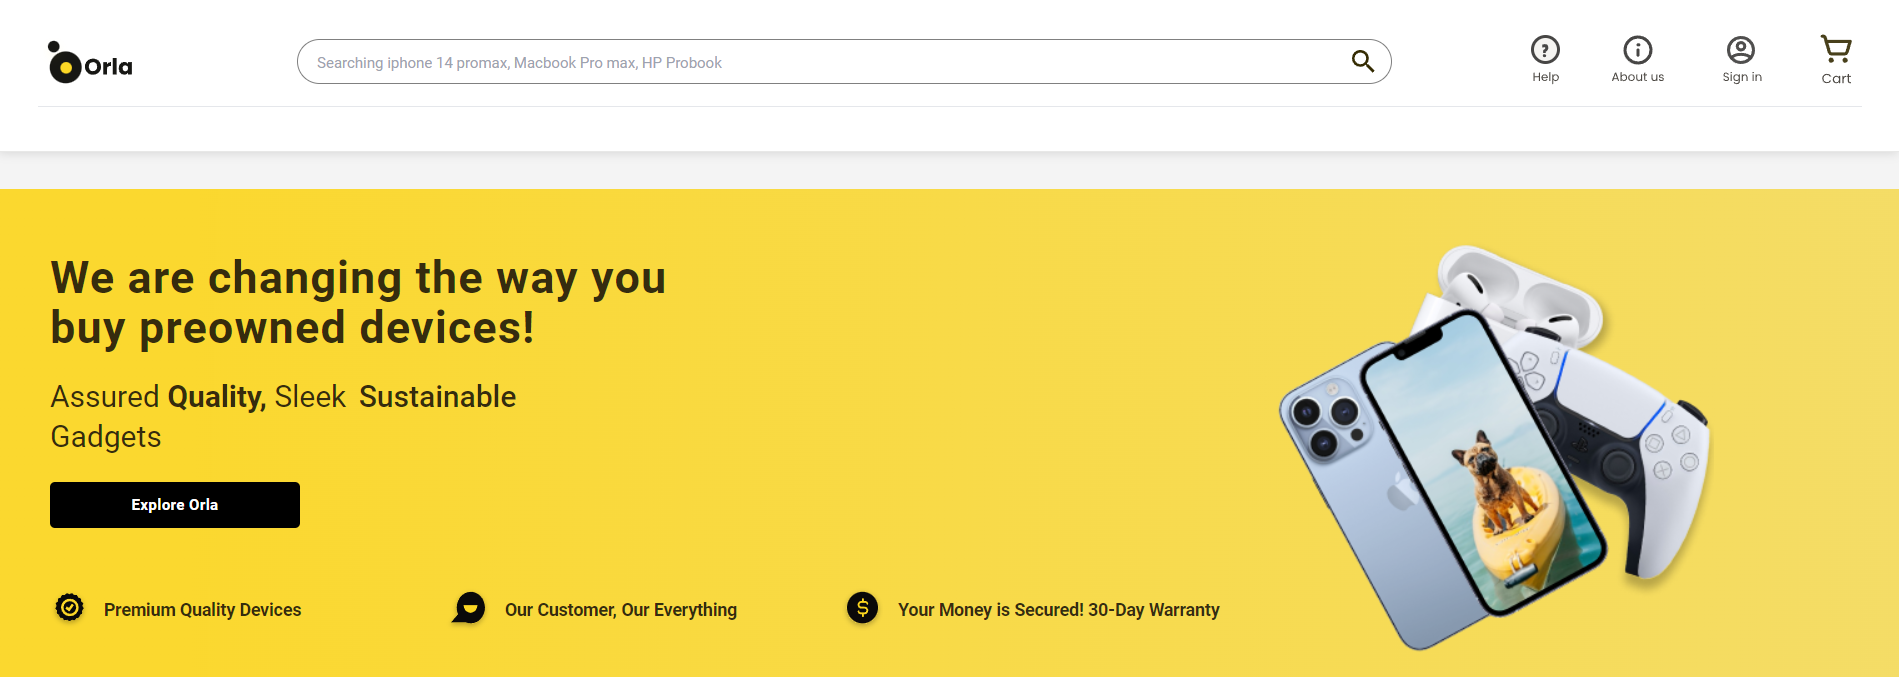 Orla
Searching iphone 14 promax, Macbook Pro max, HP Probook
Help
About us
Sign in
Cart
We are changing the way you
buy preowned devices!
Assured Quality, Sleek Sustainable
Gadgets
Explore Orla
Premium Quality Devices
Our Customer, Our Everything
Your Money is Secured! 30-Day Warranty